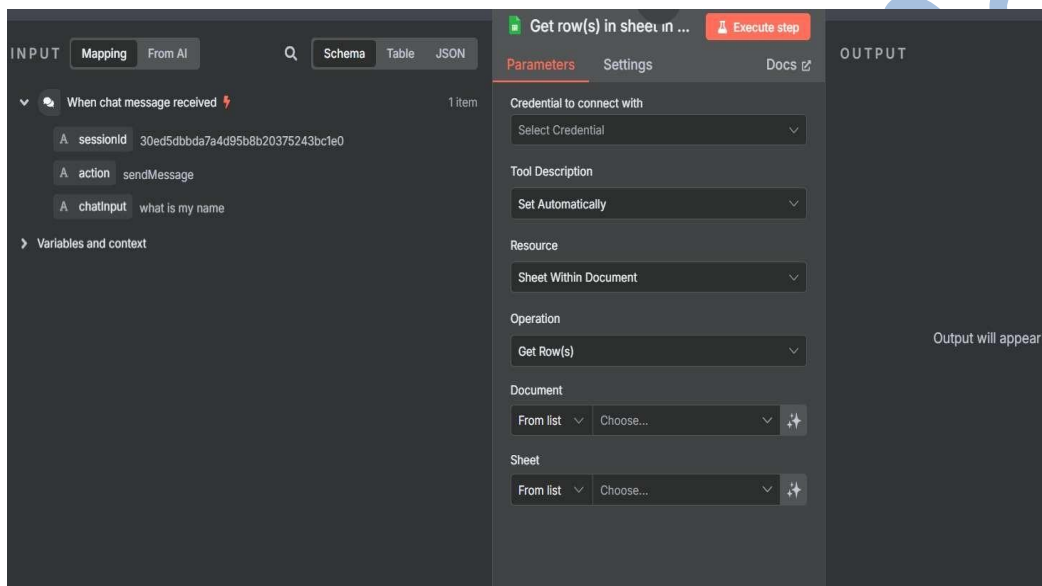 INPUT Mapping From AI Schema Table JSON
When chat message received 1 item
A sessionId 30ed5dbbda7a4d95b8b20375243bc1e0
A action sendMessage
A chatInput what is my name
Variables and context
Get row(s) in sheet in ... Execute step
Parameters Settings Docs
Credential to connect with
Select Credential
Tool Description
Set Automatically
Resource
Sheet Within Document
Operation
Get Row(s)
Document
From list Choose...
Sheet
From list Choose...
OUTPUT
Output will appear